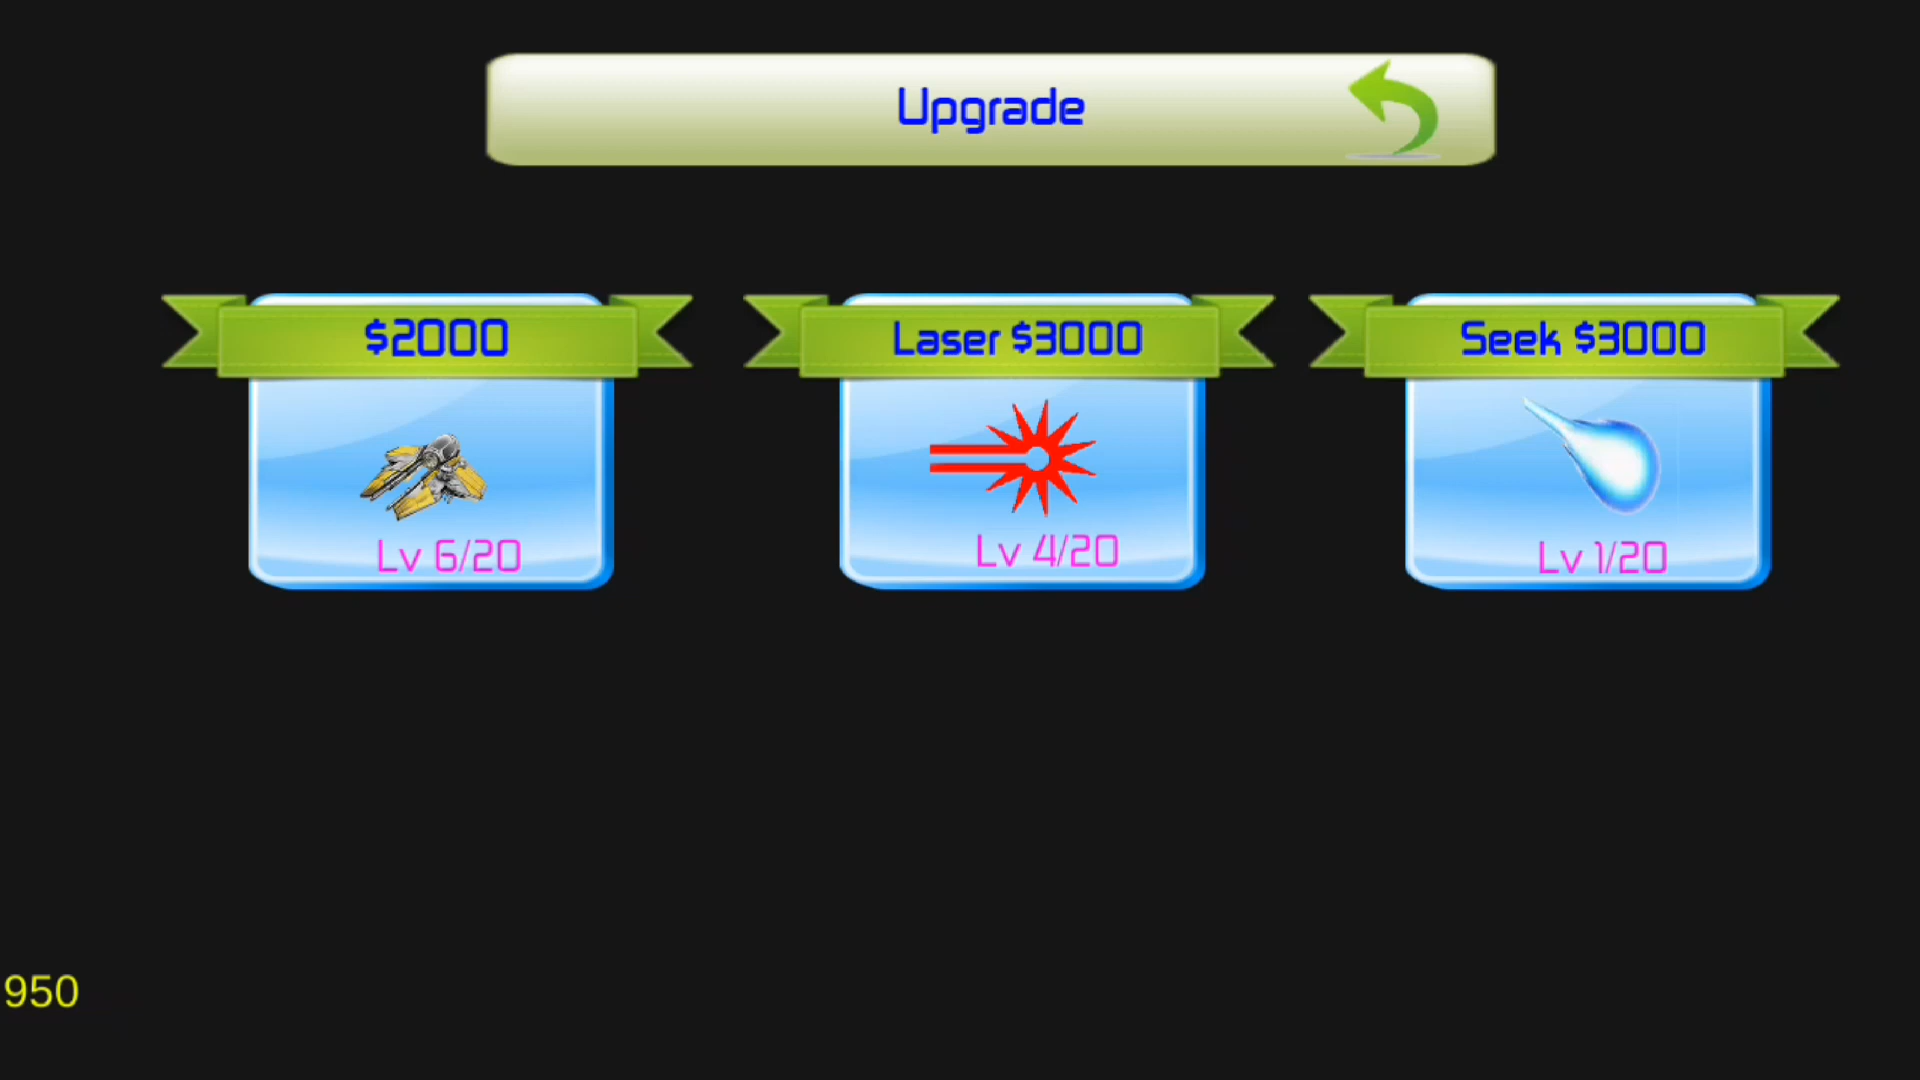 Upgrade
$2000
Laser $3000
Seek $3000
Lv 6/20
Lv 4/20
Lv 1/20
950